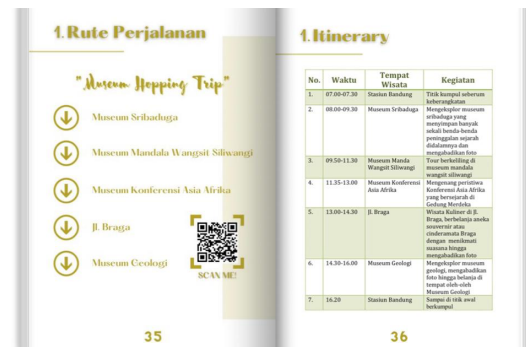 1. Rute Perjalanan
"Museum Hopping Trip"
Museum Sribaduga
Museum Mandala Wangsit Siliwangi
Museum Konferensi Asia Afrika
Jl. Braga
Museum Geologi
SCAN ME!
35
1. Itinerary
No. Waktu Tempat Wisata Kegiatan
1. 07.00-07.30 Stasiun Bandung Titik kumpul seberum
keberangkatan
2. 08.00-09.30 Museum Sribaduga Mengeksplor museum
sribaduga yang
menyimpan banyak
sekali benda-benda
peninggalan sejarah
didalamnya dan
mengabadikan foto
3. 09.50-11.30 Museum Manda
Wangsit Siliwangi
Tour berkeliling di
museum mandala
wangsit siliwangi
4. 11.35-13.00 Museum Konferensi
Asia Afrika
Mengenang peristiwa
Konferensi Asia Afrika
yang bersejarah di
Gedung Merdeka
5. 13.00-14.30 Jl. Braga Wisata Kuliner di Jl.
Braga, berbelanja aneka
souvernir atau
cinderamata Braga
dengan menikmati
suasana hingga
mengabadikan foto
6. 14.30-16.00 Museum Geologi Mengeksplor museum
geologi, mengabadikan
foto hingga belanja di
tempat oleh-oleh
Museum Geologi
7. 16.20 Stasiun Bandung Sampai di titik awal
berkumpul
36